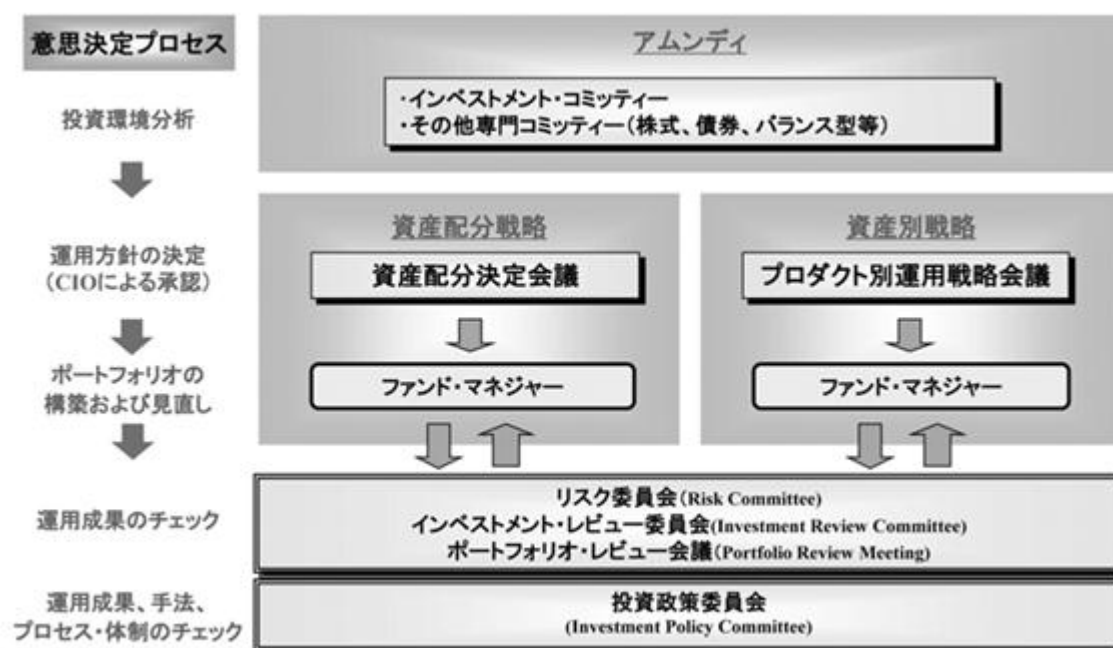 意思決定プロセス
アムンディ
投資環境分析
・インベストメント・コミッティー
・その他専門コミッティー(株式、債券、バランス型等)
運用方針の決定
(CIOによる承認)
資産配分戦略
資産配分決定会議
資産別戦略
プロダクト別運用戦略会議
ポートフォリオの
構築および見直し
ファンド・マネジャー
ファンド・マネジャー
運用成果のチェック
リスク委員会(Risk Committee)
インベストメント・レビュー委員会(Investment Review Committee)
ポートフォリオ・レビュー会議(Portfolio Review Meeting)
運用成果、手法、
プロセス・体制のチェック
投資政策委員会
(Investment Policy Committee)